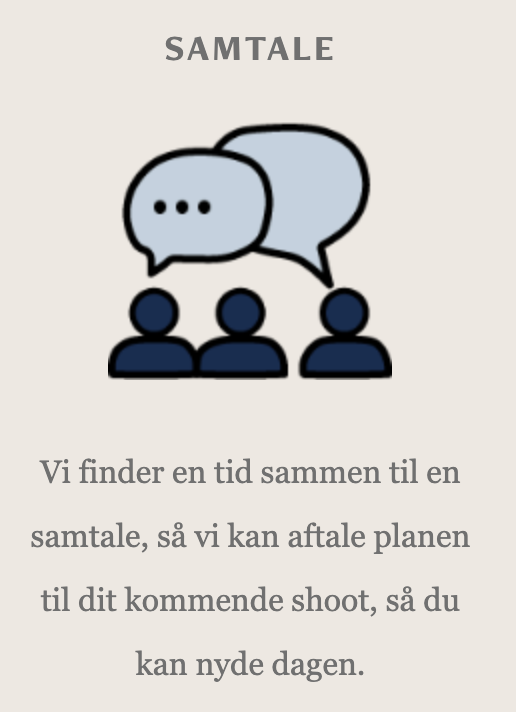 SAMTALE
Vi finder en tid sammen til en
samtale, så vi kan aftale planen
til dit kommende shoot, så du
kan nyde dagen.